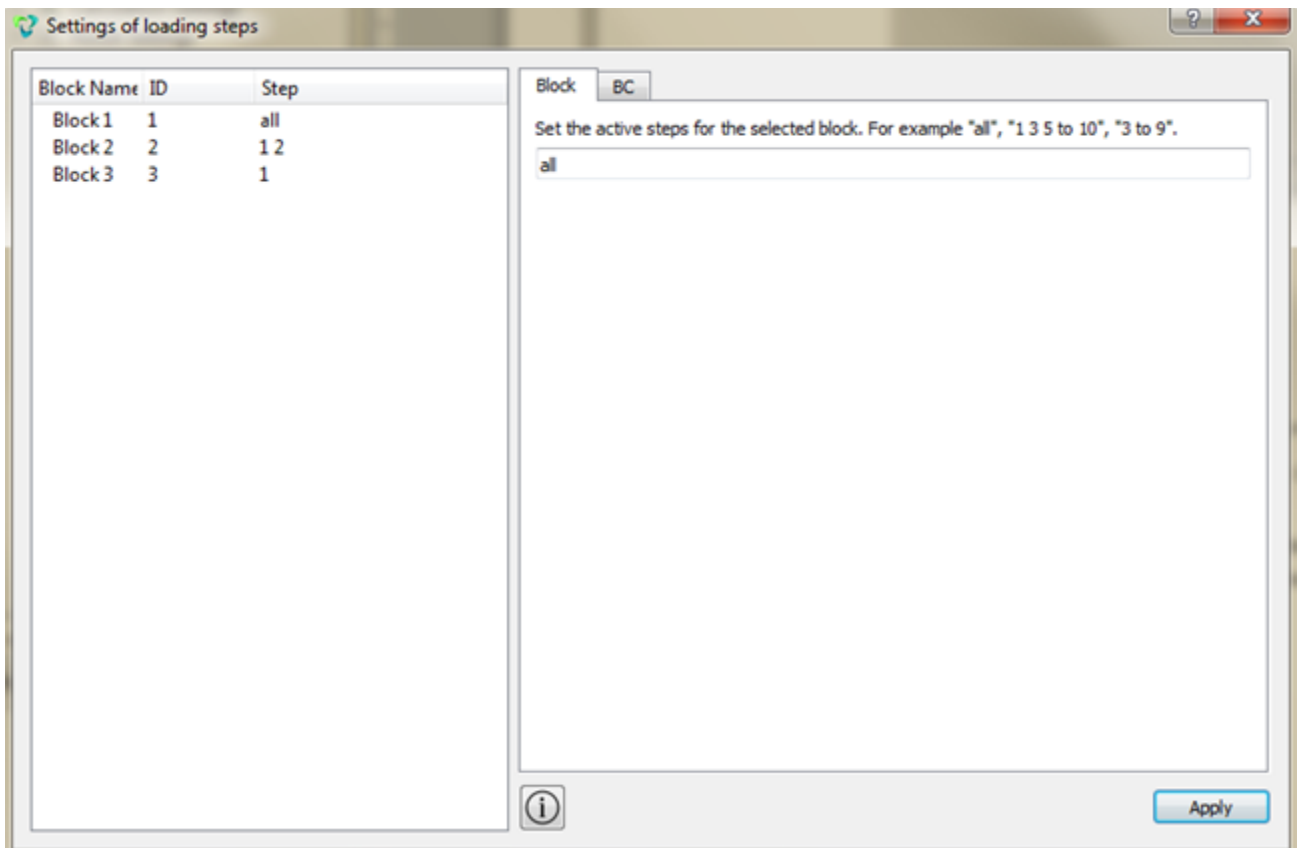 Settings of loading steps
Block Name ID Step
Block 1 1 all
Block 2 2 1 2
Block 3 3 1
Block BC
Set the active steps for the selected block. For example "all", "1 3 5 to 10", "3 to 9".
all
Apply